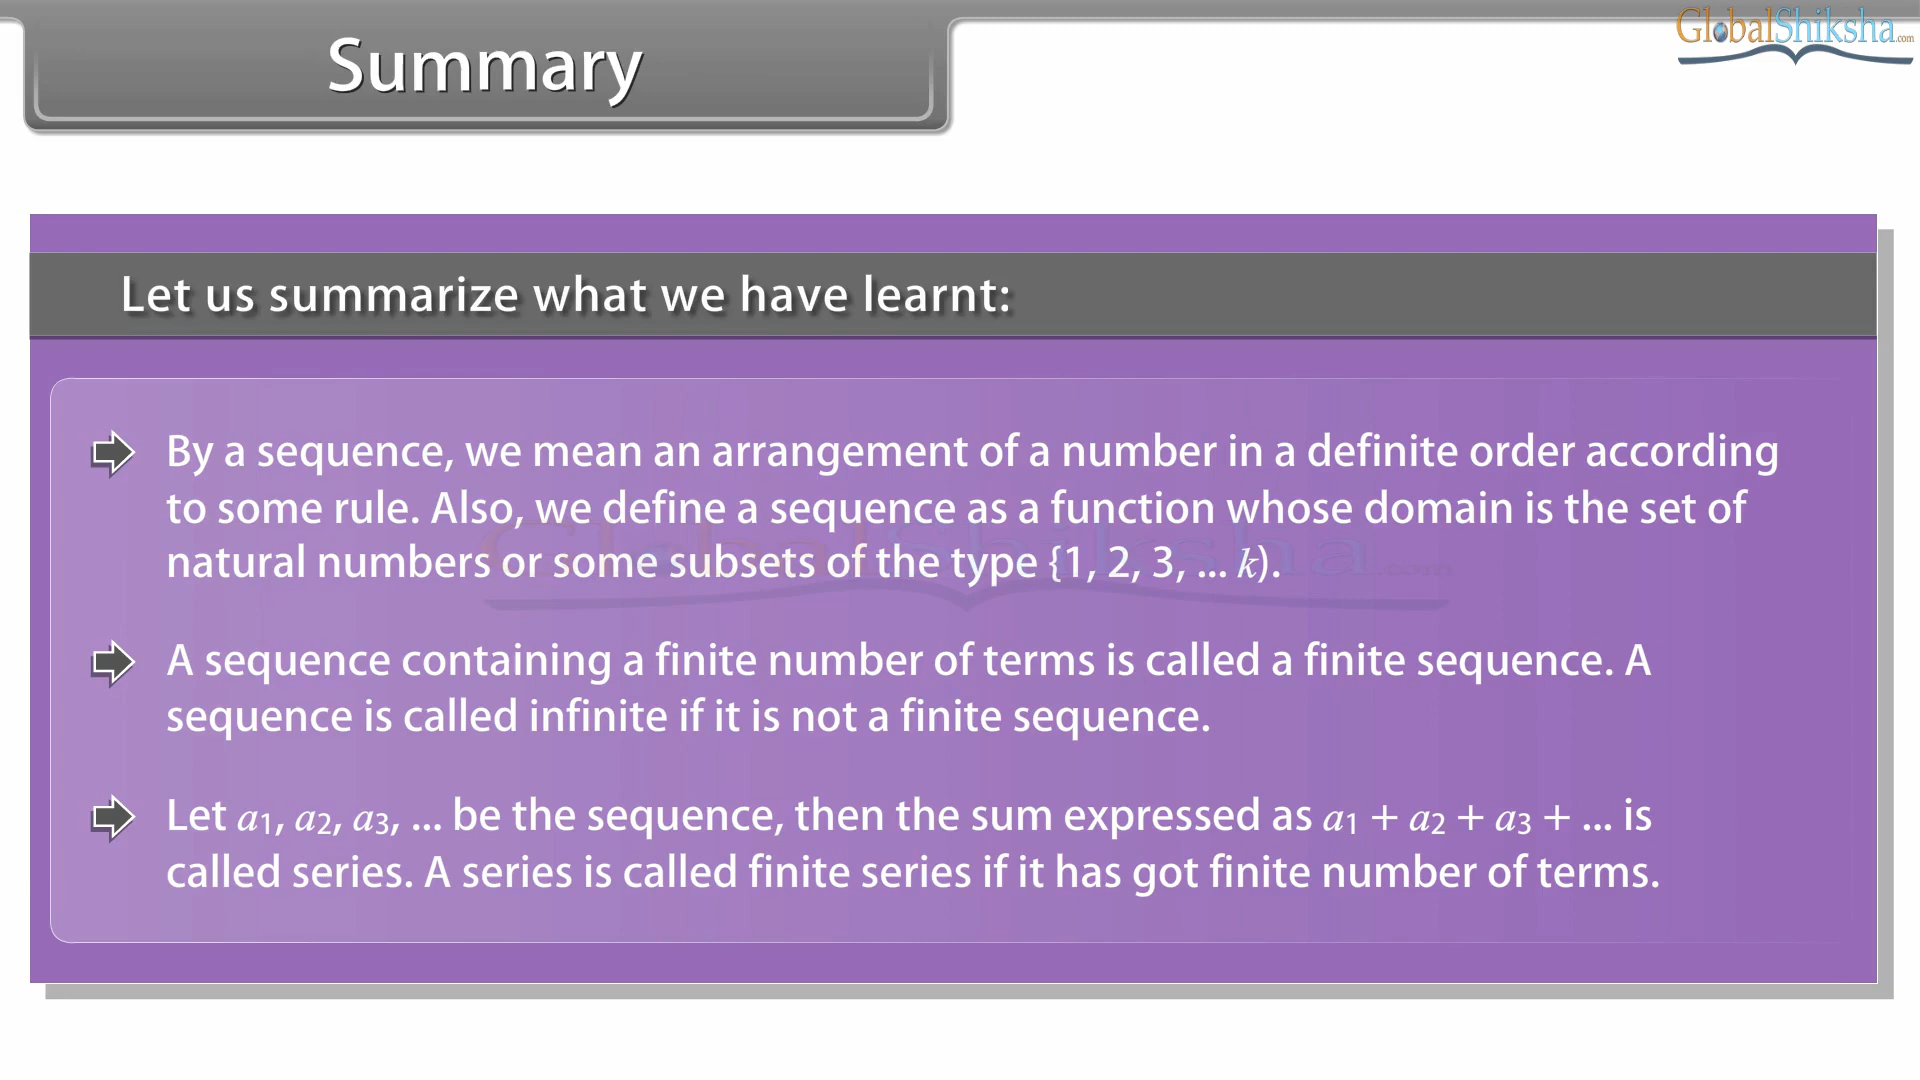 Summary
GlobalShiksha.com
Let us summarize what we have learnt:
By a sequence, we mean an arrangement of a number in a definite order according
to some rule. Also, we define a sequence as a function whose domain is the set of
natural numbers or some subsets of the type {1, 2, 3, ... k).
A sequence containing a finite number of terms is called a finite sequence. A
sequence is called infinite if it is not a finite sequence.
Let a1, a2, a3, ... be the sequence, then the sum expressed as a1 + a2 + a3 + ... is
called series. A series is called finite series if it has got finite number of terms.
GlobalShiksha.com